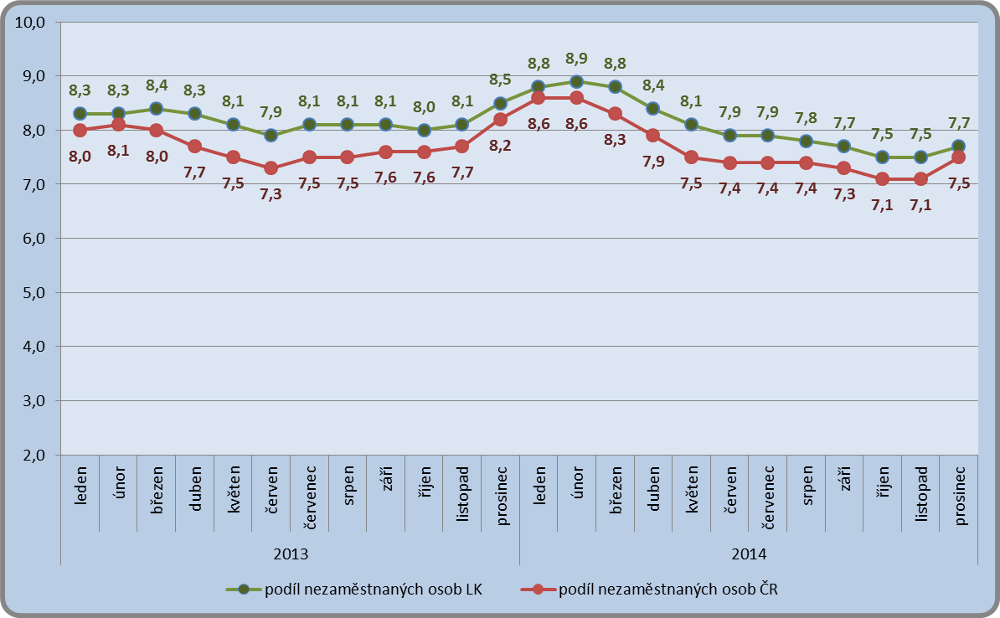 10,0
9,0
8,0
7,0
6,0
5,0
4,0
3,0
2,0
8,3 8,3 8,4 8,3 8,1 7,9 8,1 8,1 8,1 8,0 8,1 8,5 8,8 8,9 8,8 8,4 8,1 7,9 7,9 7,8 7,7 7,5 7,5 7,7
8,0 8,1 8,0 7,7 7,5 7,3 7,5 7,5 7,6 7,6 7,7 8,2 8,6 8,6 8,3 7,9 7,5 7,4 7,4 7,4 7,3 7,1 7,1 7,5
leden únor březen duben květen červen červenec srpen září říjen listopad prosinec leden únor březen duben květen červen červenec srpen září říjen listopad prosinec
2013 2014
podíl nezaměstnaných osob LK podíl nezaměstnaných osob ČR